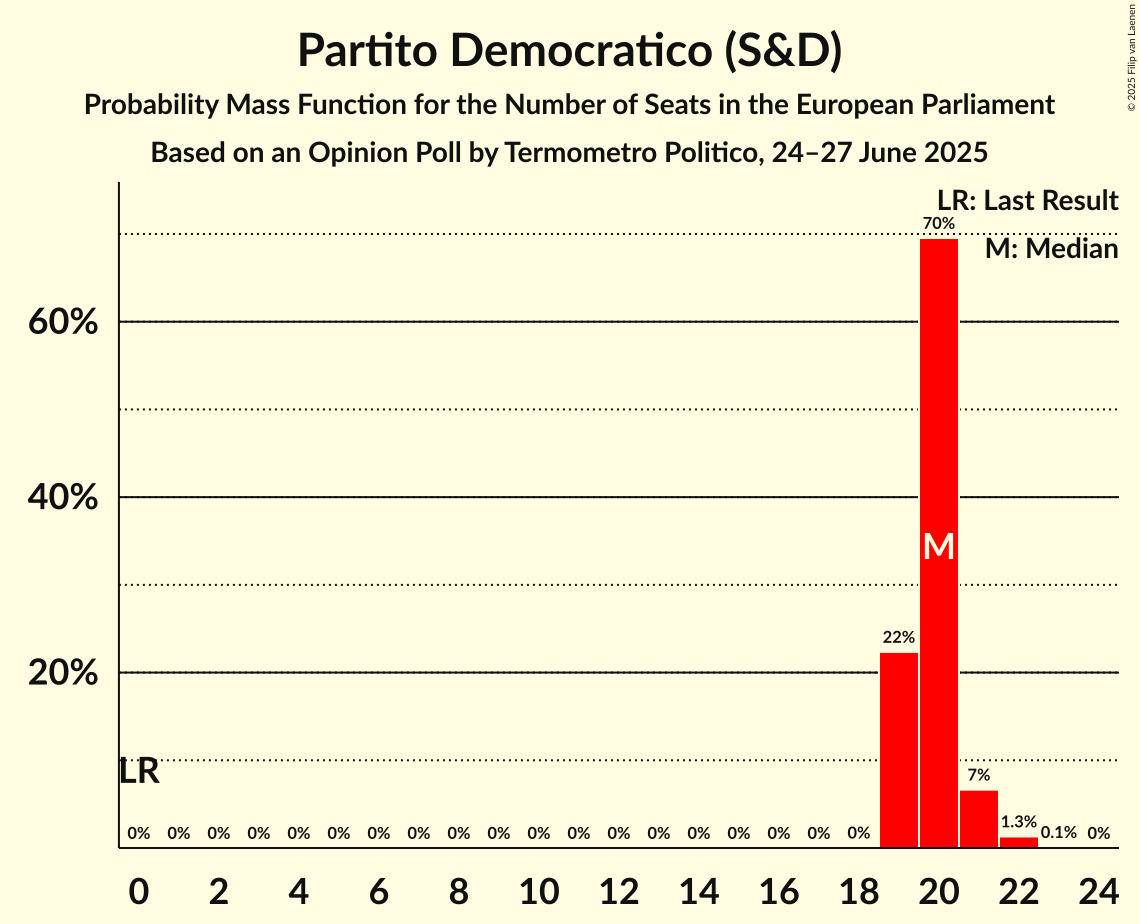 Partito Democratico (S&D)
Probability Mass Function for the Number of Seats in the European Parliament
Based on an Opinion Poll by Termometro Politico, 24–27 June 2025
© 2025 Filip van Laenen
LR: Last Result
M: Median
70%
60%
40%
M
22%
20%
LR
7%
0% 0% 0% 0% 0% 0% 0% 0% 0% 0% 0% 0% 0% 0% 0% 0% 0% 0% 0% 1.3% 0.1% 0%
0 2 4 6 8 10 12 14 16 18 20 22 24